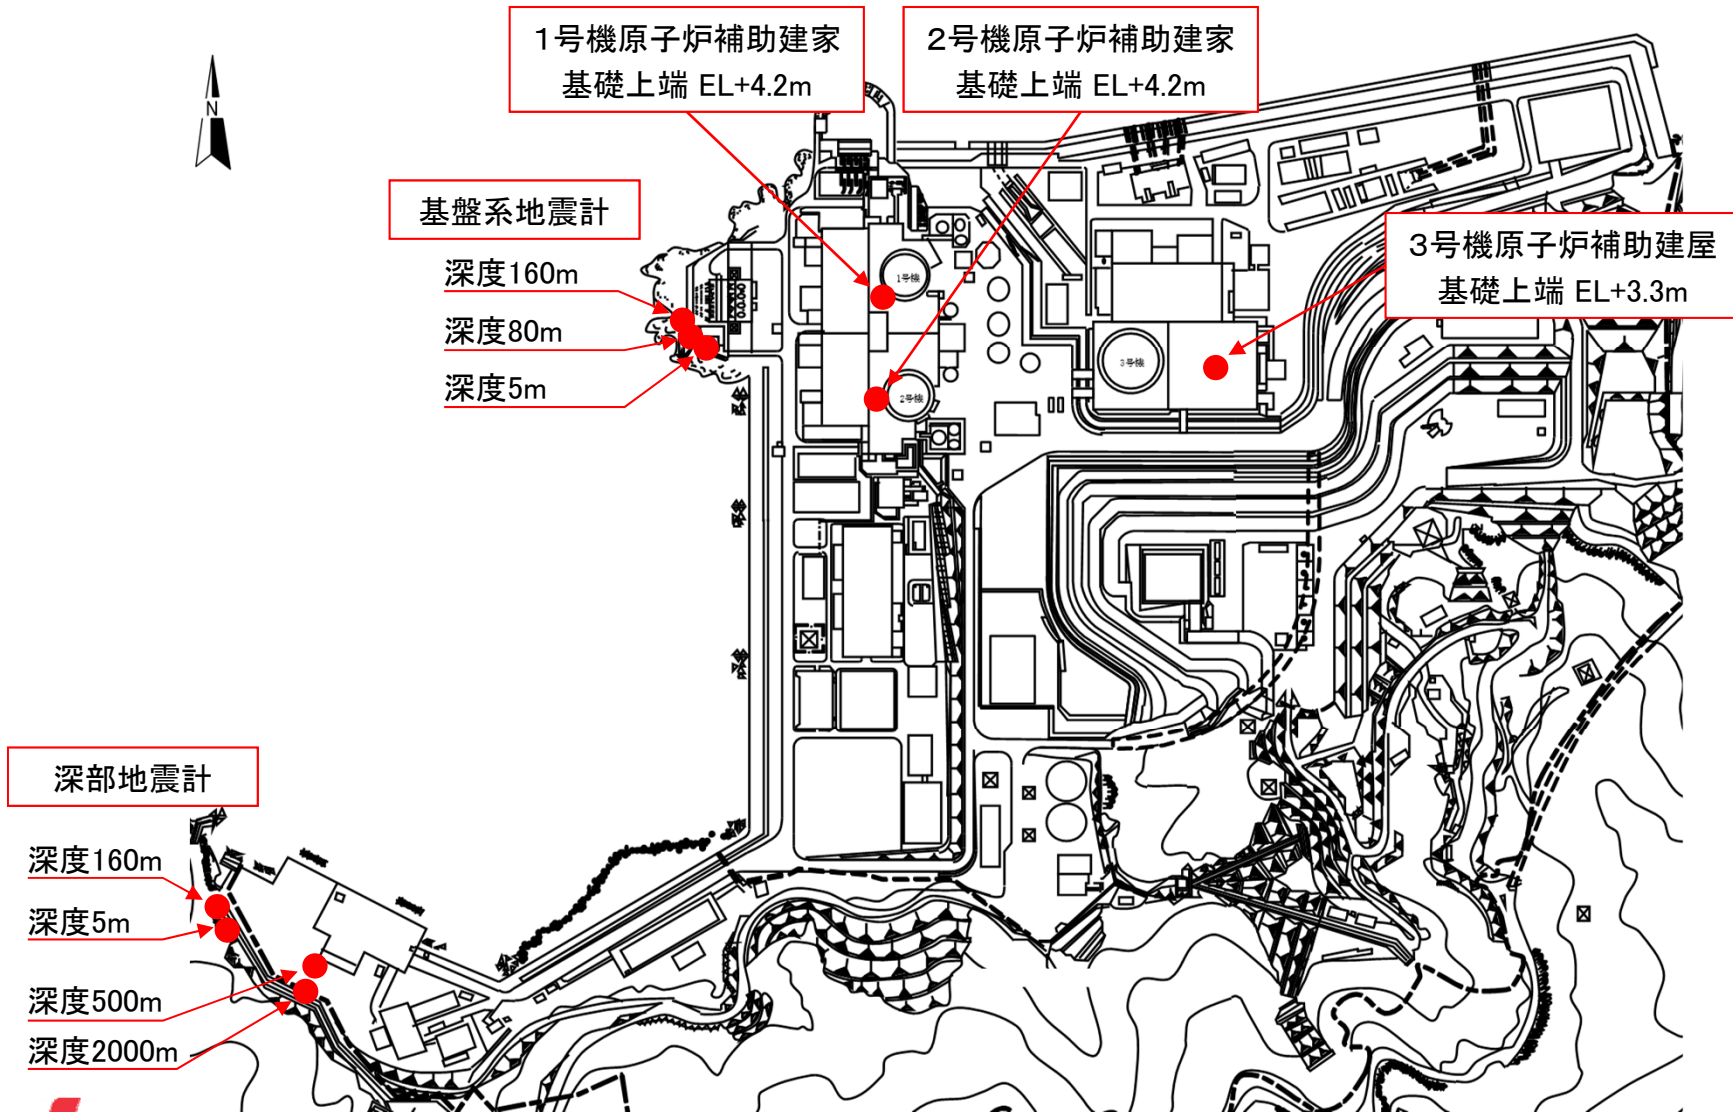 1号機原子炉補助建家
基礎上端 EL+4.2m
2号機原子炉補助建家
基礎上端 EL+4.2m
N
基盤系地震計
3号機原子炉補助建屋
基礎上端 EL+3.3m
深度160m
深度80m
深度5m
1号機
3号機
2号機
深部地震計
深度160m
深度5m
深度500m
深度2000m